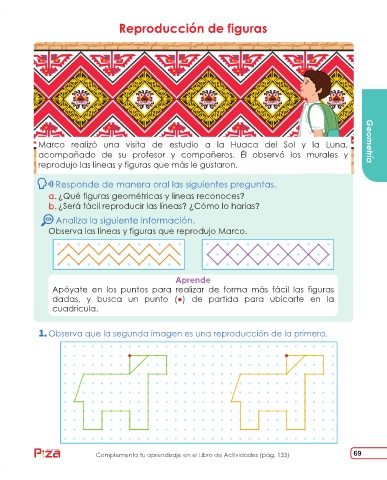 Reproducción de figuras
Marco realizó una visita de estudio a la Huaca del Sol y la Luna,
acompañado de su profesor y compañeros. Él observó los murales y
reprodujo las líneas y figuras que más le gustaron.
Geometría
Responde de manera oral las siguientes preguntas.
a. ¿Qué figuras geométricas y líneas reconoces?
b. ¿Será fácil reproducir las líneas? ¿Cómo lo harías?
Analiza la siguiente información.
Observa las líneas y figuras que reprodujo Marco.
Aprende
Apóyate en los puntos para realizar de forma más fácil las figuras
dadas, y busca un punto (●) de partida para ubicarte en la
cuadrícula.
1. Observa que la segunda imagen es una reproducción de la primera.
Piza
Complementa tu aprendizaje en el Libro de Actividades (pág. 133)
69